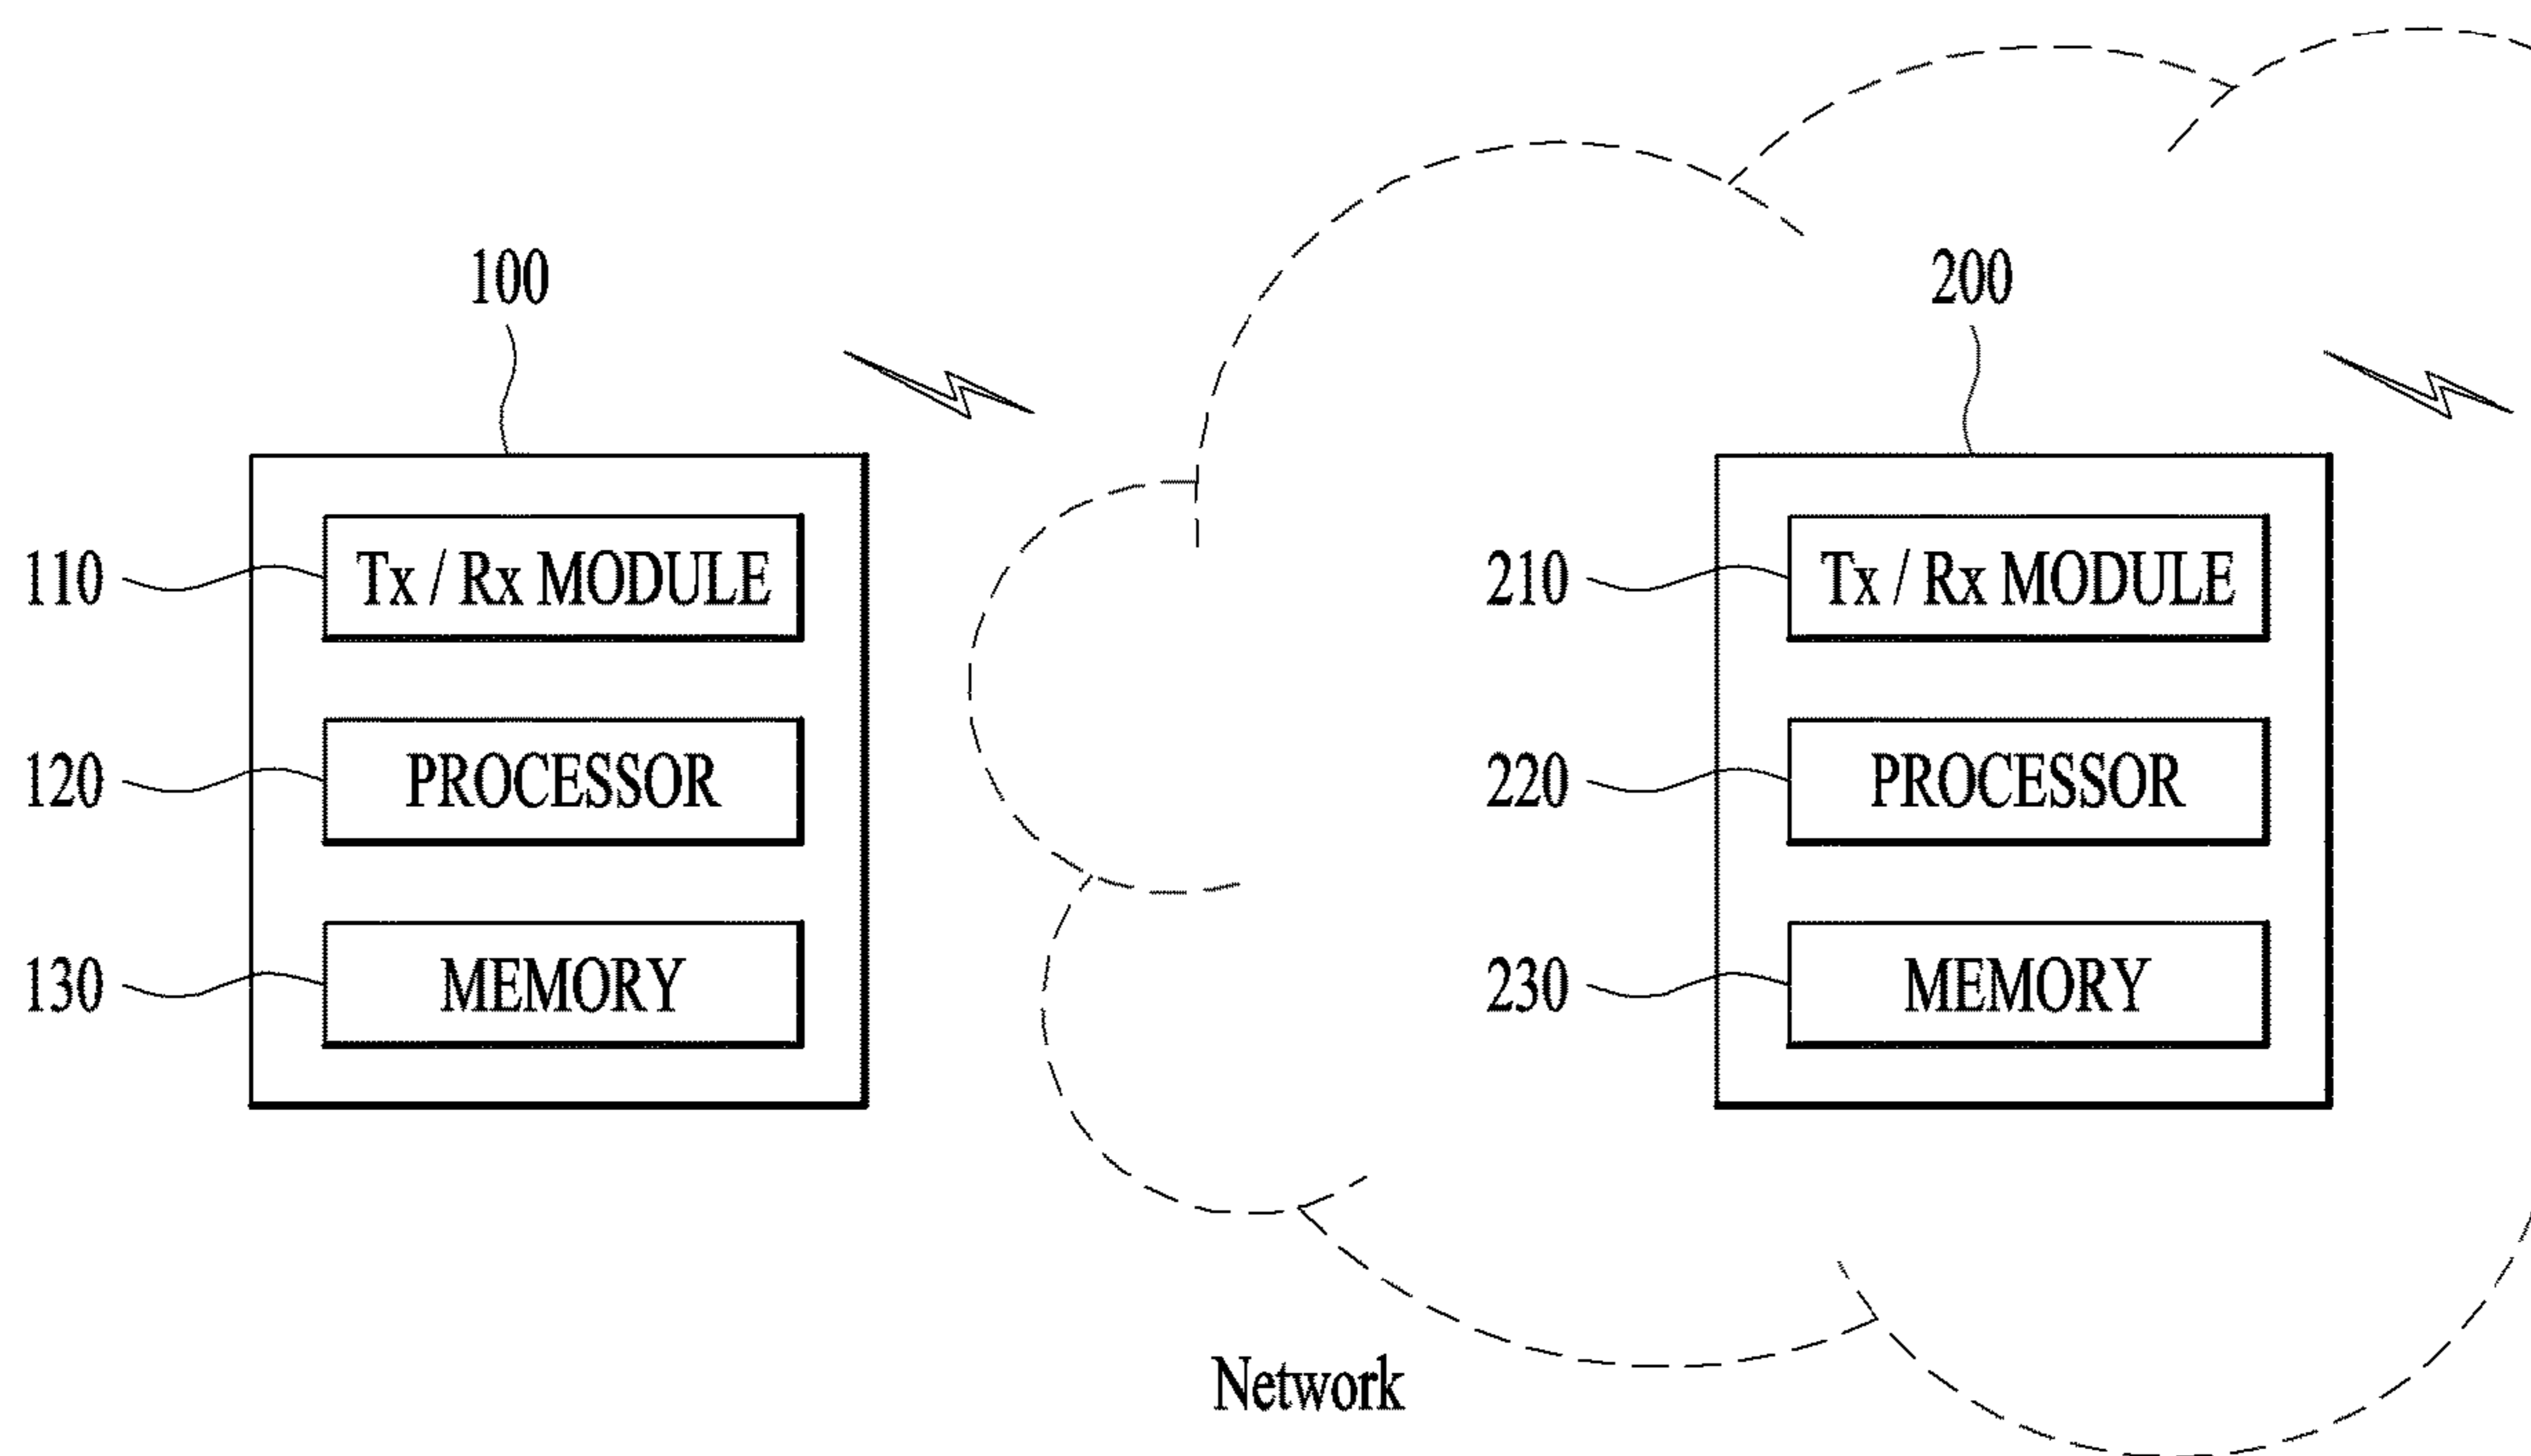 100
200
110
Tx / Rx MODULE
210
Tx / Rx MODULE
120
PROCESSOR
220
PROCESSOR
130
MEMORY
230
MEMORY
Network